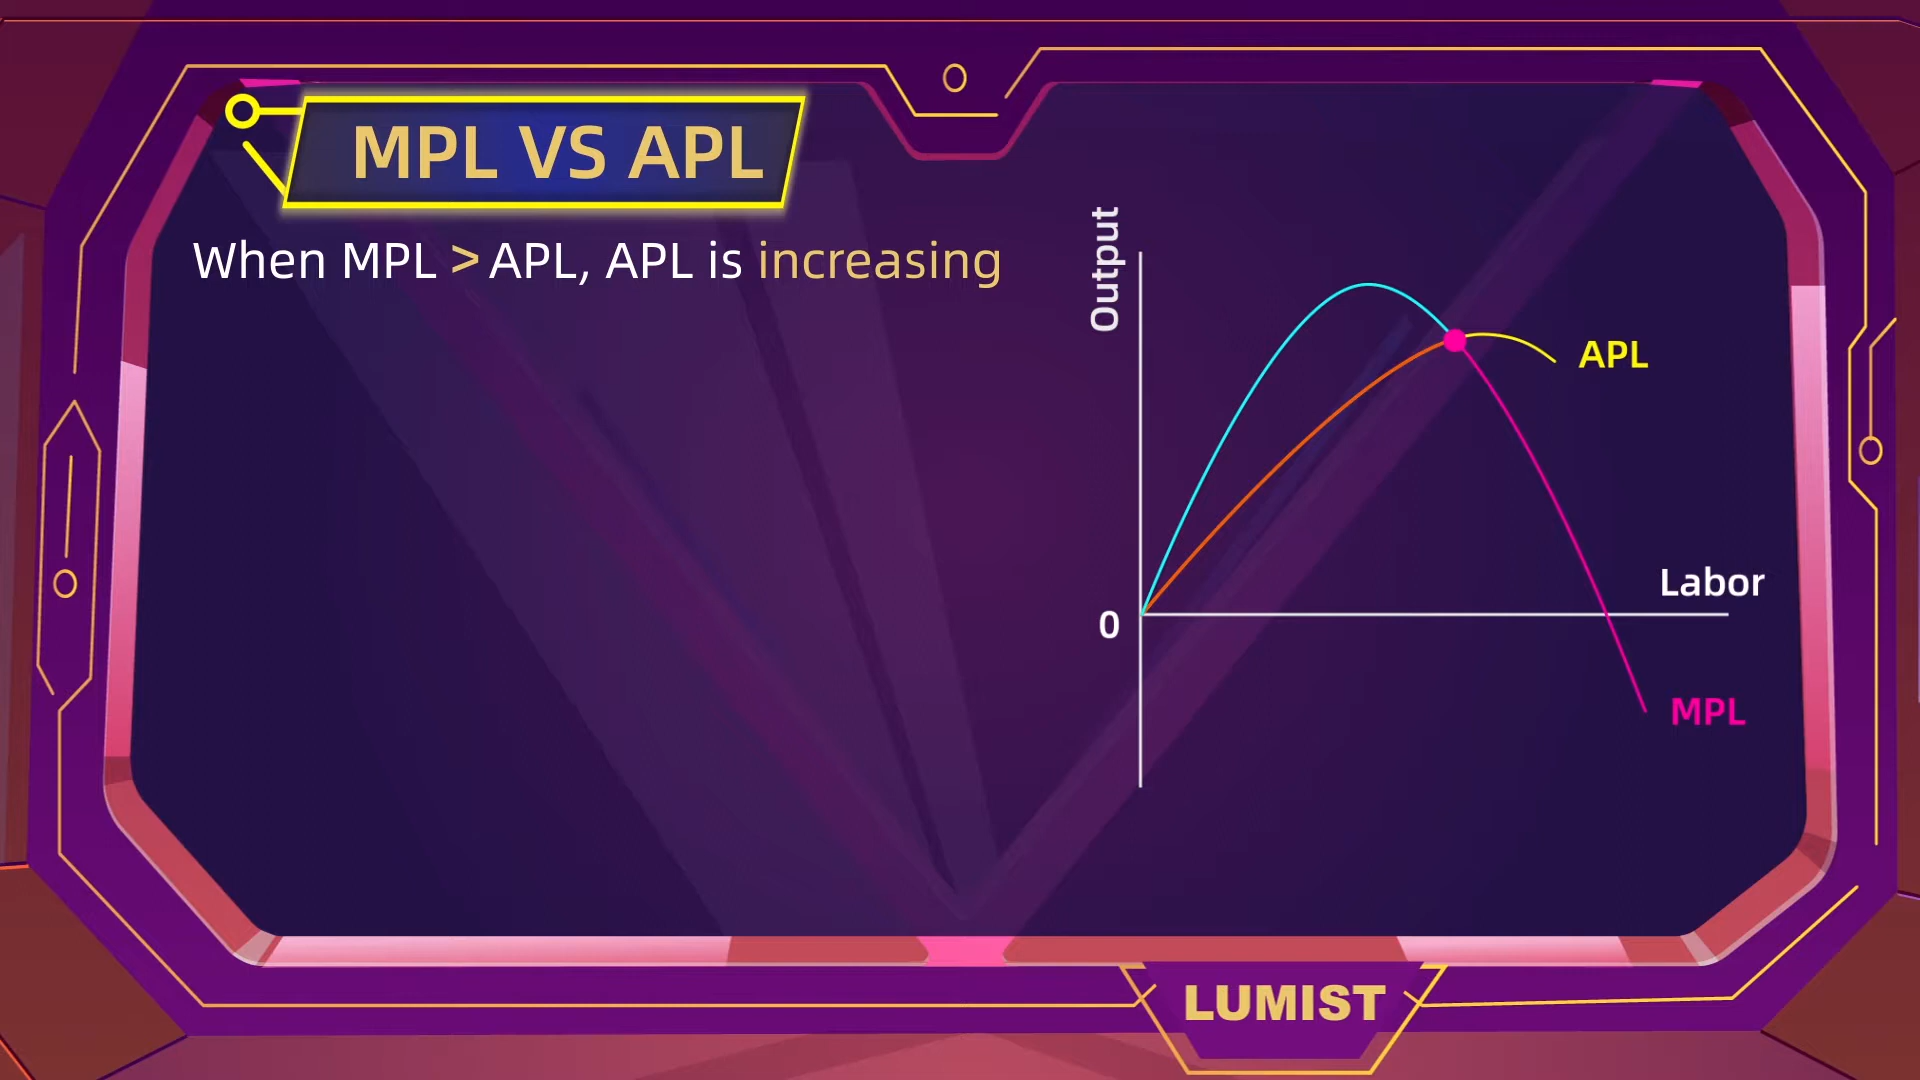 MPL VS APL
When MPL > APL, APL is increasing
Output
APL
Labor
0
MPL
LUMIST